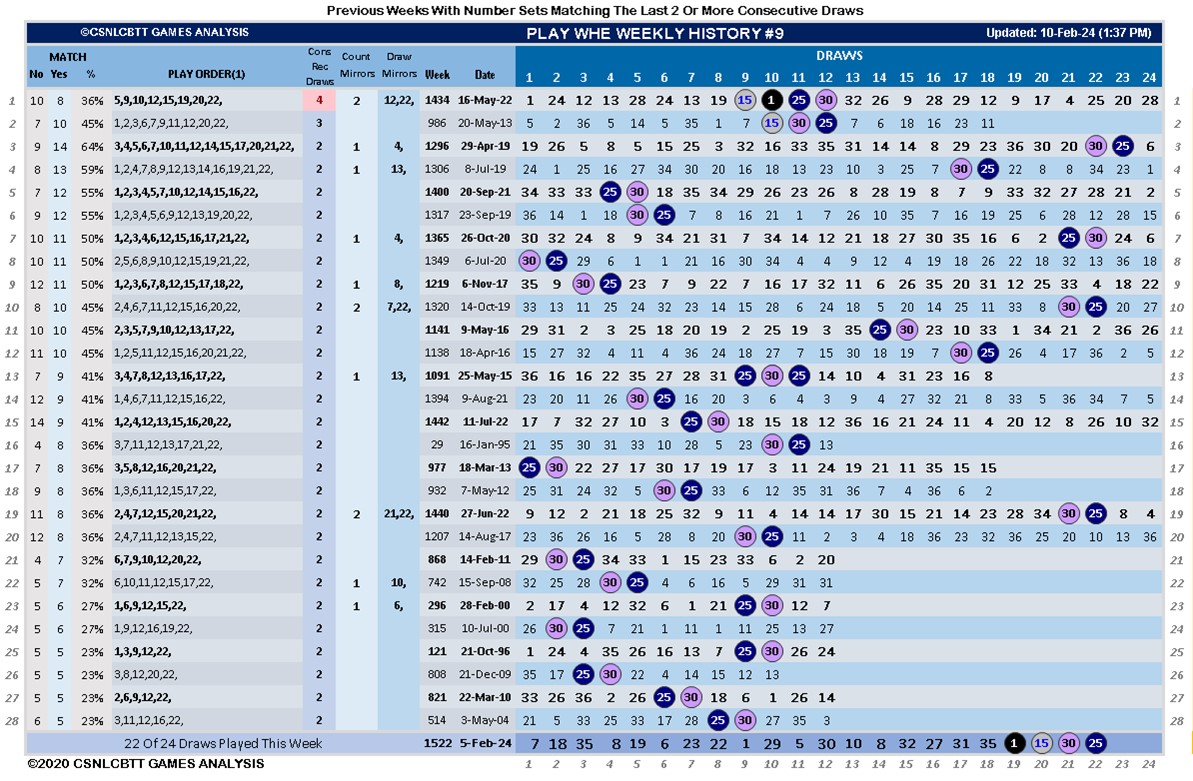 Previous Weeks With Number Sets Matching The Last 2 Or More Consecutive Draws
©CSNLCBTT GAMES ANALYSIS PLAY WHE WEEKLY HISTORY #9 Updated: 10-Feb-24 (1:37 PM)
MATCH Cons Rec Draws Count Mirrors Draw Mirrors DRAWS
No Yes % PLAY ORDER(1) Week Date 1 2 3 4 5 6 7 8 9 10 11 12 13 14 15 16 17 18 19 20 21 22 23 24
1 10 8 36% 5,9,10,12,15,19,20,22, 4 2 12,22, 1434 16-May-22 1 24 12 13 28 24 13 19 15 1 25 30 32 26 9 28 29 12 9 17 4 25 20 28 1
2 7 10 45% 1,2,3,6,7,9,11,12,20,22, 3 986 20-May-13 5 2 36 5 14 5 35 1 7 15 30 25 7 6 18 16 23 11 2
3 9 14 64% 3,4,5,6,7,10,11,12,14,15,17,20,21,22, 2 1 4, 1296 29-Apr-19 19 26 5 8 5 15 25 3 32 16 33 35 31 14 14 8 29 23 36 30 20 30 23 6 3
4 8 13 59% 1,2,4,7,8,9,12,13,14,16,19,21,22, 2 1 13, 1306 8-Jul-19 24 1 25 16 27 34 30 20 16 18 13 23 10 3 4 7 30 25 22 8 8 34 23 1 4
5 7 12 55% 1,2,3,4,5,7,10,12,14,15,16,22, 2 1400 20-Sep-21 34 33 33 25 30 18 35 34 29 26 23 26 8 28 19 8 7 9 33 32 27 28 21 2 5
6 9 12 55% 1,2,3,4,5,6,9,12,13,19,20,22, 2 1317 23-Sep-19 36 14 1 18 30 25 7 8 16 21 1 7 26 10 35 7 16 19 25 6 28 12 28 15 6
7 10 11 50% 1,2,3,4,6,12,15,16,17,21,22, 2 1 4, 1365 26-Oct-20 30 32 24 8 9 34 21 31 7 34 14 12 21 18 27 30 35 16 6 2 25 30 24 6 7
8 10 11 50% 2,5,6,8,9,10,12,15,19,21,22, 2 1349 6-Jul-20 30 25 29 6 1 1 21 16 30 34 4 4 9 12 4 19 18 26 22 18 32 13 36 18 8
9 12 11 50% 1,2,3,6,7,8,12,15,17,18,22, 2 1 8, 1219 6-Nov-17 35 9 30 25 23 7 9 22 7 16 17 32 11 6 26 35 20 31 12 25 33 4 18 22 9
10 8 10 45% 2,4,6,7,11,12,15,16,20,22, 2 2 7,22, 1320 14-Oct-19 33 13 11 25 24 32 23 14 15 28 6 24 18 5 20 14 25 11 33 8 30 25 20 27 10
11 10 10 45% 2,3,5,7,9,10,12,13,17,22, 2 1141 9-May-16 29 31 2 3 25 18 20 19 2 25 19 3 35 25 30 23 10 33 1 34 21 2 36 26 11
12 11 10 45% 1,2,5,11,12,15,16,20,21,22, 2 1138 18-Apr-16 15 27 32 4 11 4 36 24 18 27 7 15 30 18 19 7 30 25 26 4 17 36 2 5 12
13 7 9 41% 3,4,7,8,12,13,16,17,22, 2 1 13, 1091 25-May-15 36 16 16 22 35 27 28 31 25 30 25 14 10 4 31 23 16 8 13
14 12 9 41% 1,4,6,7,11,12,15,16,22, 2 1394 9-Aug-21 23 20 11 26 30 25 16 20 3 6 4 3 9 4 27 32 21 8 33 5 36 34 7 5 14
15 14 9 41% 1,2,4,12,13,15,16,20,22, 2 1442 11-Jul-22 17 7 32 27 10 3 25 30 18 15 18 12 36 16 21 14 11 4 20 12 8 26 10 32 15
16 4 8 36% 3,7,11,12,13,17,21,22, 2 29 16-Jan-95 21 35 30 31 33 10 28 5 23 30 25 13 16
17 7 8 36% 3,5,8,12,16,20,21,22, 2 977 18-Mar-13 25 30 22 27 17 30 17 19 17 3 11 24 19 21 11 35 15 15 17
18 9 8 36% 1,3,6,11,12,15,17,22, 2 932 7-May-12 25 31 24 32 5 30 25 33 6 12 35 31 36 7 4 36 6 2 18
19 11 8 36% 2,4,7,12,15,20,21,22, 2 2 21,22, 1440 27-Jun-22 9 12 2 21 18 25 32 9 11 4 14 14 17 30 15 21 14 23 28 34 30 25 8 4 19
20 12 8 36% 2,4,7,11,12,13,15,22, 2 1207 14-Aug-17 23 36 26 16 5 28 8 20 30 25 11 2 3 4 18 36 23 32 36 25 20 10 13 36 20
21 4 7 32% 6,7,9,10,12,20,22, 2 868 14-Feb-11 29 30 25 34 33 1 15 23 33 6 2 20 21
22 5 7 32% 6,10,11,12,15,17,22, 2 1 10, 742 15-Sep-08 32 25 28 30 25 4 6 16 5 29 31 31 22
23 5 6 27% 1,6,9,12,15,22, 2 1 6, 296 28-Feb-00 2 17 4 12 32 6 1 21 25 30 12 7 23
24 5 6 27% 1,9,12,16,19,22, 2 315 10-Jul-00 26 30 25 7 21 1 11 1 11 25 13 27 24
25 5 5 23% 1,3,9,12,22, 2 121 21-Oct-96 1 24 4 35 26 16 13 7 25 30 26 24 25
26 5 5 23% 3,8,12,20,22, 2 808 21-Dec-09 35 17 25 30 22 4 14 15 12 13 26
27 5 5 23% 2,6,9,12,22, 2 821 22-Mar-10 33 26 36 2 26 25 30 18 6 1 26 14 27
28 6 5 23% 3,11,12,16,22, 2 514 3-May-04 21 5 33 35 33 17 28 25 30 27 35 3 28
22 Of 24 Draws Played This Week 1522 5-Feb-24 7 18 35 8 19 6 23 22 1 29 5 30 10 8 32 27 31 35 1 15 30 25
©2020 CSNLCBTT GAMES ANALYSIS 1 2 3 4 5 6 7 8 9 10 11 12 13 14 15 16 17 18 19 20 21 22 23 24